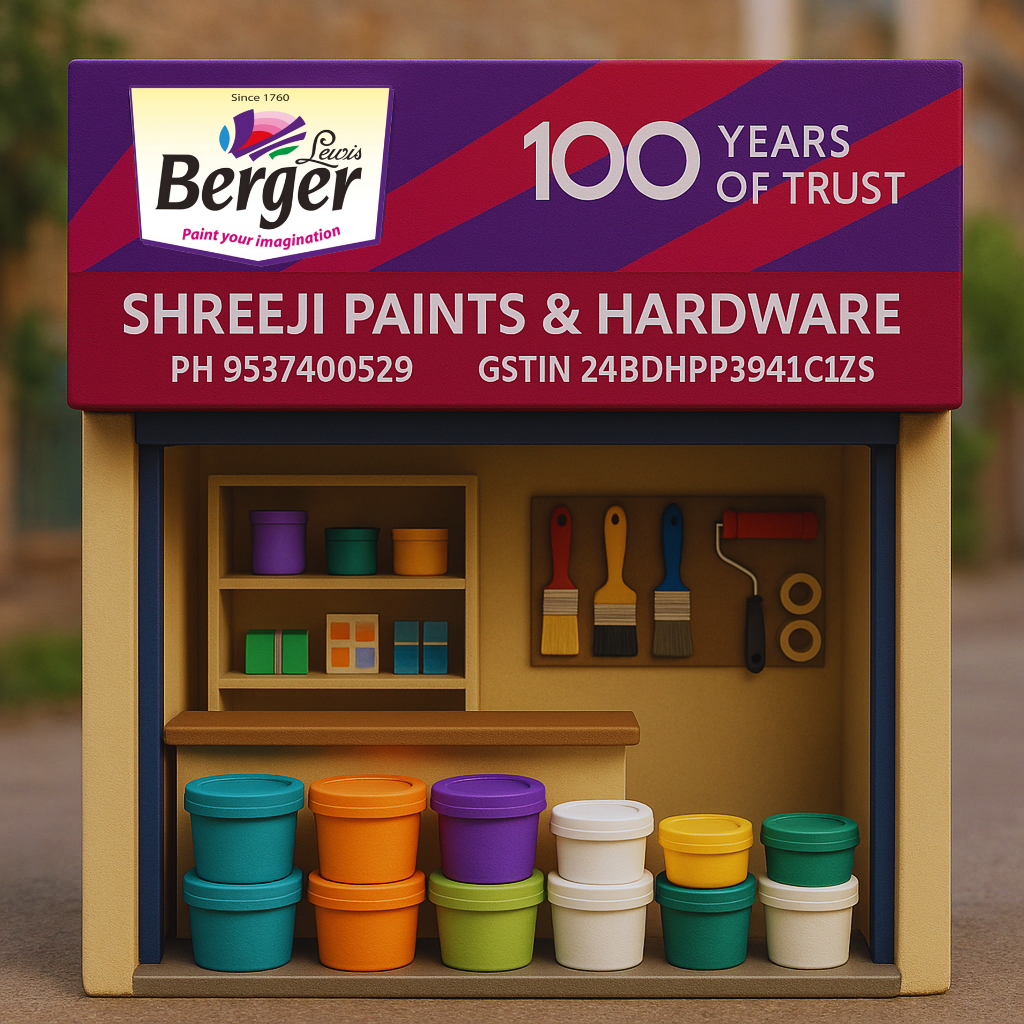 Since 1760
Lewis
Berger
Paint your imagination
100 YEARS
OF TRUST
SHREEJI PAINTS & HARDWARE
PH 9537400529 GSTIN 24BDHPP3941C1ZS